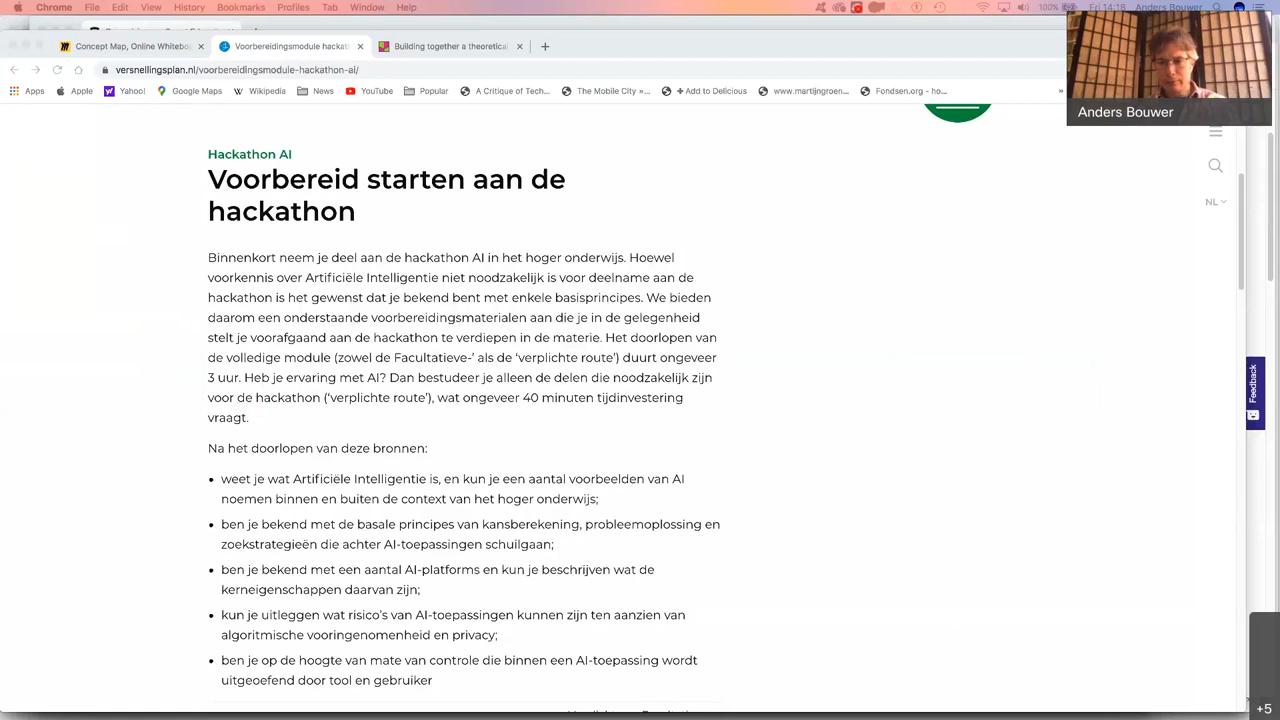 Chrome File Edit View History Bookmarks Profiles Tab Window Help
100% Fri 14:18 Anders Bouwer
Concept Map, Online Whitebo
Voorbereidingsmodule hackath
Building together a theoretical
versnellingsplan.nl/voorbereidingsmodule-hackathon-ai/
Apps Apple Yahoo! Google Maps Wikipedia News YouTube Popular A Critique of Tech... The Mobile City »... + Add to Delicious www.martijngroen... Fondsen.org - ho... »
Anders Bouwer
NL
Hackathon AI
Voorbereid starten aan de
hackathon
Binnenkort neem je deel aan de hackathon AI in het hoger onderwijs. Hoewel
voorkennis over Artificiële Intelligentie niet noodzakelijk is voor deelname aan de
hackathon is het gewenst dat je bekend bent met enkele basisprincipes. We bieden
daarom een onderstaande voorbereidingsmaterialen aan die je in de gelegenheid
stelt je voorafgaand aan de hackathon te verdiepen in de materie. Het doorlopen van
de volledige module (zowel de Facultatieve-' als de 'verplichte route') duurt ongeveer
3 uur. Heb je ervaring met AI? Dan bestudeer je alleen de delen die noodzakelijk zijn
voor de hackathon ('verplichte route'), wat ongeveer 40 minuten tijdinvestering
vraagt.
Na het doorlopen van deze bronnen:
• weet je wat Artificiële Intelligentie is, en kun je een aantal voorbeelden van AI
noemen binnen en buiten de context van het hoger onderwijs;
• ben je bekend met de basale principes van kansberekening, probleemoplossing en
zoekstrategieën die achter AI-toepassingen schuilgaan;
• ben je bekend met een aantal AI-platforms en kun je beschrijven wat de
kerneigenschappen daarvan zijn;
• kun je uitleggen wat risico's van AI-toepassingen kunnen zijn ten aanzien van
algoritmische vooringenomenheid en privacy;
• ben je op de hoogte van mate van controle die binnen een AI-toepassing wordt
uitgeoefend door tool en gebruiker
Feedback
+5